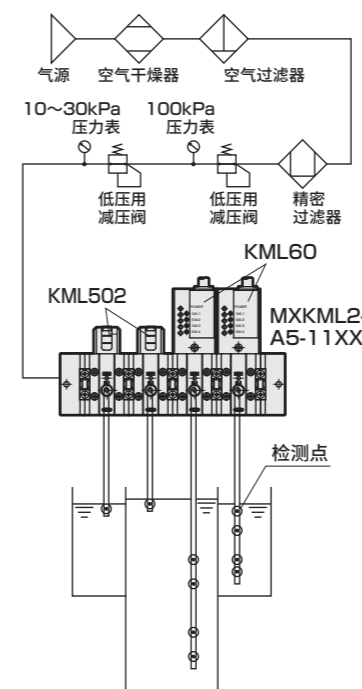 气源
空气干燥器
空气过滤器
10～30kPa
压力表
100kPa
压力表
低压用
减压阀
低压用
减压阀
精密
过滤器
KML60
KML502
MXKML2-
A5-11XX
检测点